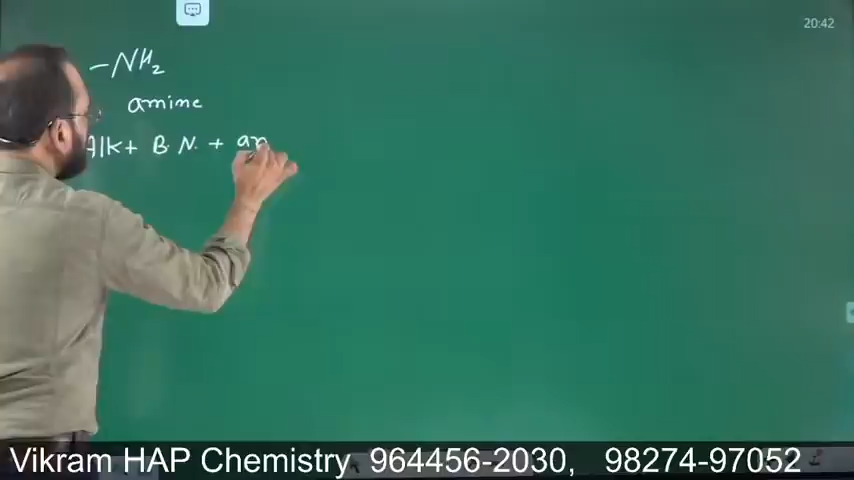 20:42
-NH2
amine
Alk+ B. N. + an
Vikram HAP Chemistry 964456-2030, 98274-97052